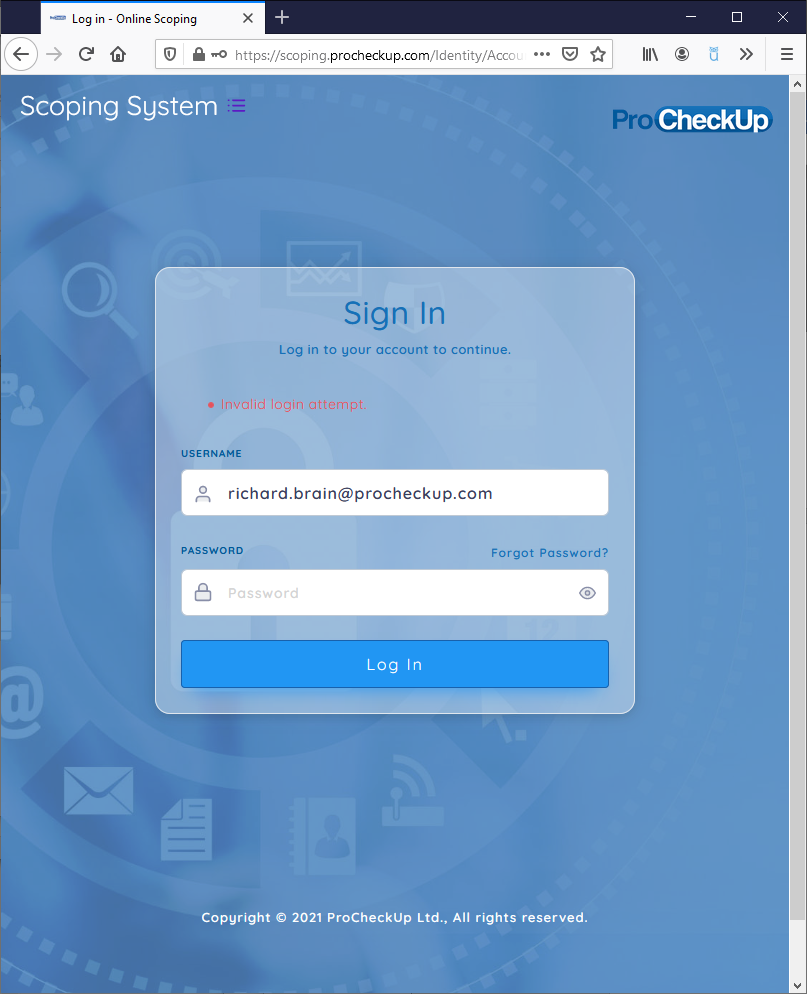 Log in - Online Scoping
https://scoping.procheckup.com/Identity/Accou
Scoping System
ProCheckUp
Sign In
Log in to your account to continue.
Invalid login attempt.
USERNAME
richard.brain@procheckup.com
PASSWORD
Forgot Password?
Password
12
Log In
@
Copyright © 2021 ProCheckUp Ltd., All rights reserved.